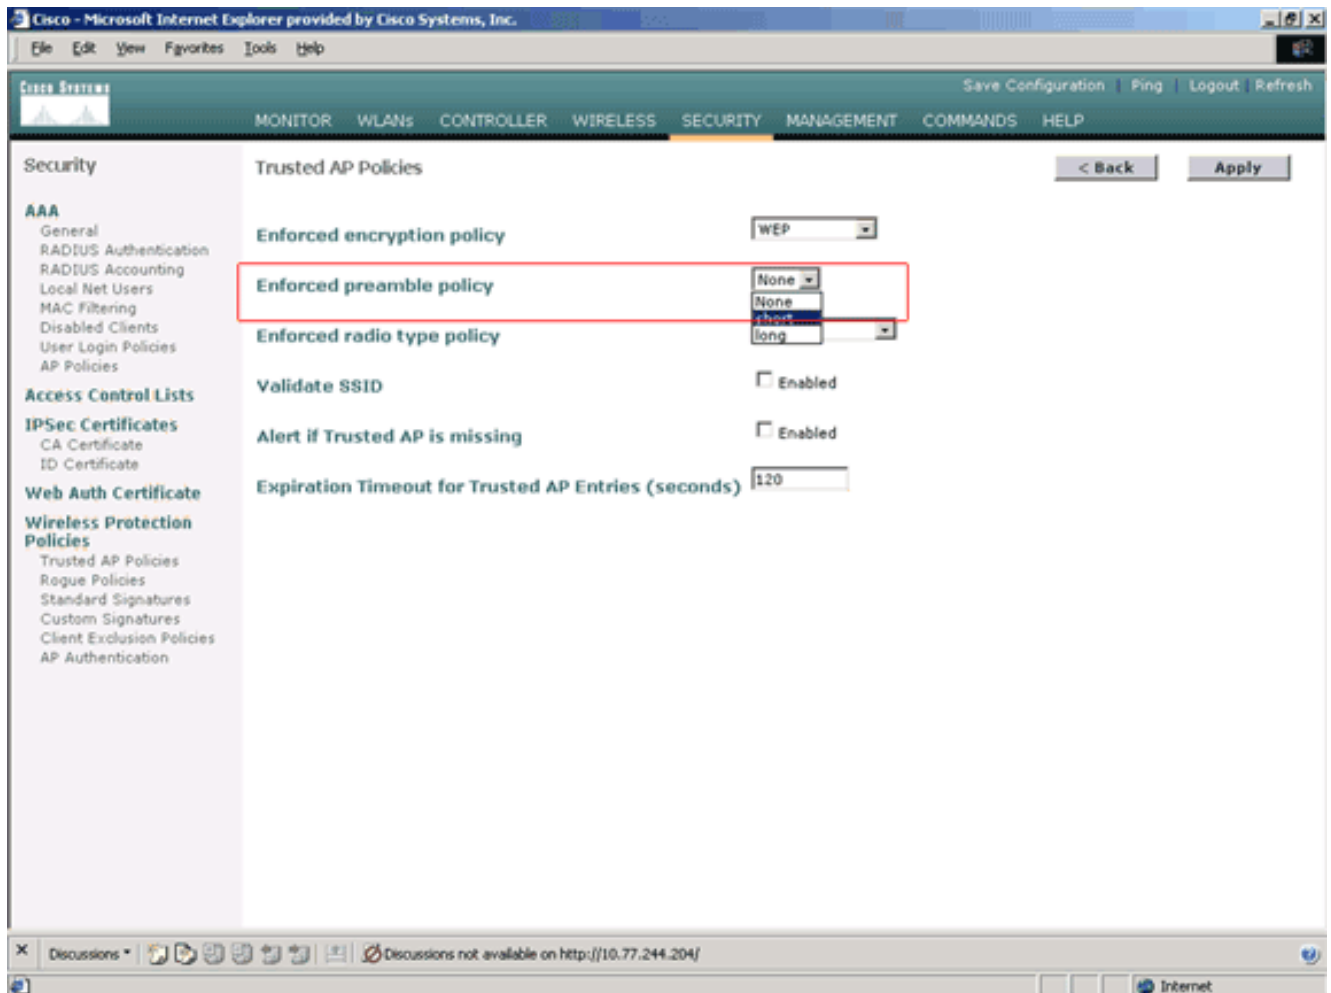 Cisco - Microsoft Internet Explorer provided by Cisco Systems, Inc.
File Edit View Favorites Tools Help
CISCO SYSTEMS
Save Configuration | Ping | Logout | Refresh
MONITOR WLANs CONTROLLER WIRELESS SECURITY MANAGEMENT COMMANDS HELP
Security
AAA
General
RADIUS Authentication
RADIUS Accounting
Local Net Users
MAC Filtering
Disabled Clients
User Login Policies
AP Policies
Access Control Lists
IPSec Certificates
CA Certificate
ID Certificate
Web Auth Certificate
Wireless Protection
Policies
Trusted AP Policies
Rogue Policies
Standard Signatures
Custom Signatures
Client Exclusion Policies
AP Authentication
Trusted AP Policies
< Back Apply
Enforced encryption policy WEP
Enforced preamble policy None
None
short
long
Enforced radio type policy
Validate SSID Enabled
Alert if Trusted AP is missing Enabled
Expiration Timeout for Trusted AP Entries (seconds) 120
Discussions Discussions not available on http://10.77.244.204/
Internet